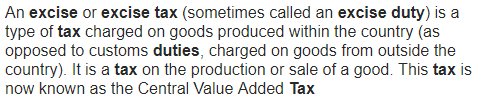 An excise or excise tax (sometimes called an excise duty) is a
type of tax charged on goods produced within the country (as
opposed to customs duties, charged on goods from outside the
country). It is a tax on the production or sale of a good. This tax is
now known as the Central Value Added Tax